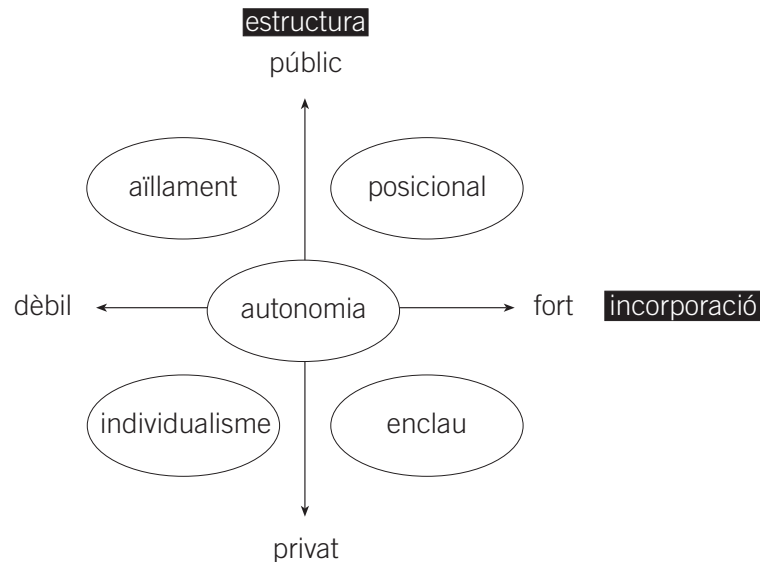 estructura
públic
aïllament posicional
dèbil autonomia fort incorporació
individualisme enclau
privat